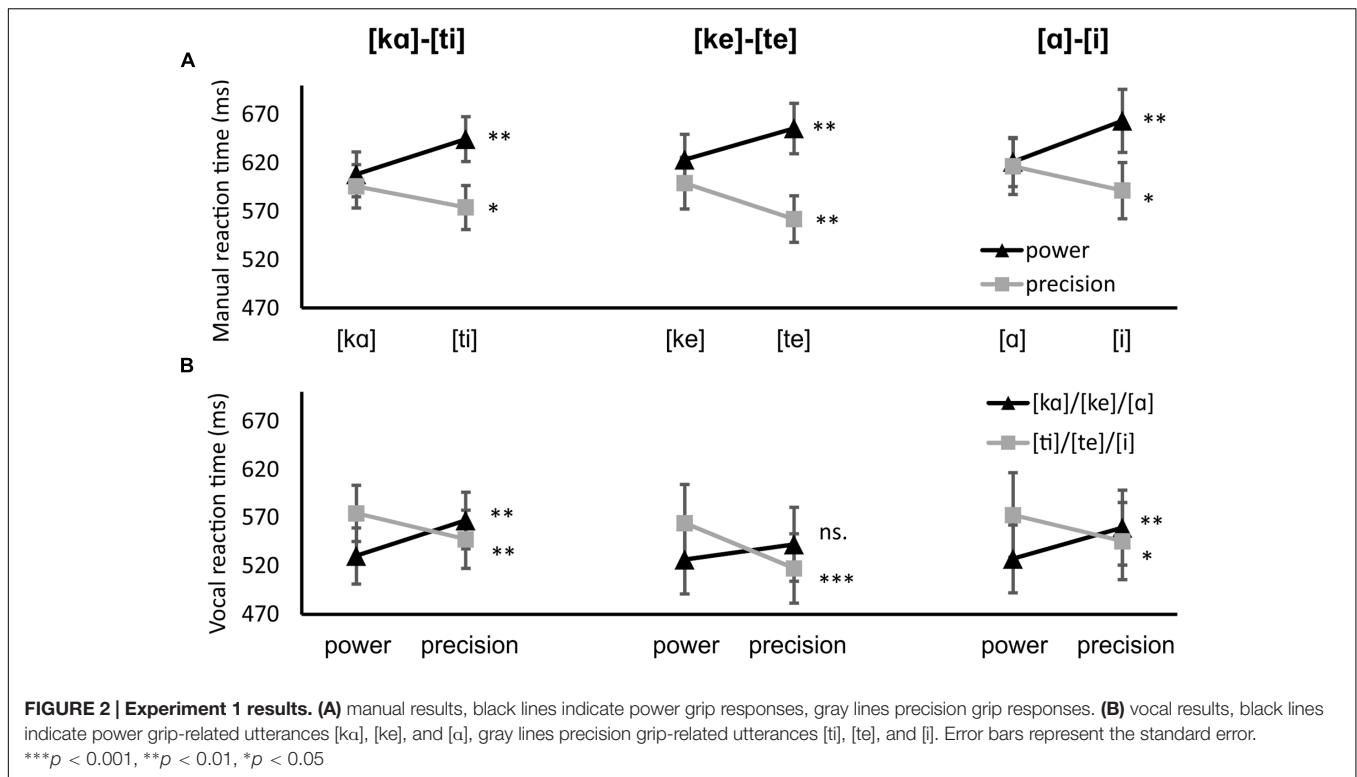 [kɑ]-[ti] [ke]-[te] [ɑ]-[i]
A
Manual reaction time (ms)
670
620
570
520
470
** ** **
* ** *
power
precision
[kɑ] [ti] [ke] [te] [ɑ] [i]
B
Vocal reaction time (ms)
670
620
570
520
470
[kɑ]/[ke]/[ɑ]
[ti]/[te]/[i]
** ns. **
** *** *
power precision power precision power precision
FIGURE 2 | Experiment 1 results. (A) manual results, black lines indicate power grip responses, gray lines precision grip responses. (B) vocal results, black lines
indicate power grip-related utterances [kɑ], [ke], and [ɑ], gray lines precision grip-related utterances [ti], [te], and [i]. Error bars represent the standard error.
***p < 0.001, **p < 0.01, *p < 0.05